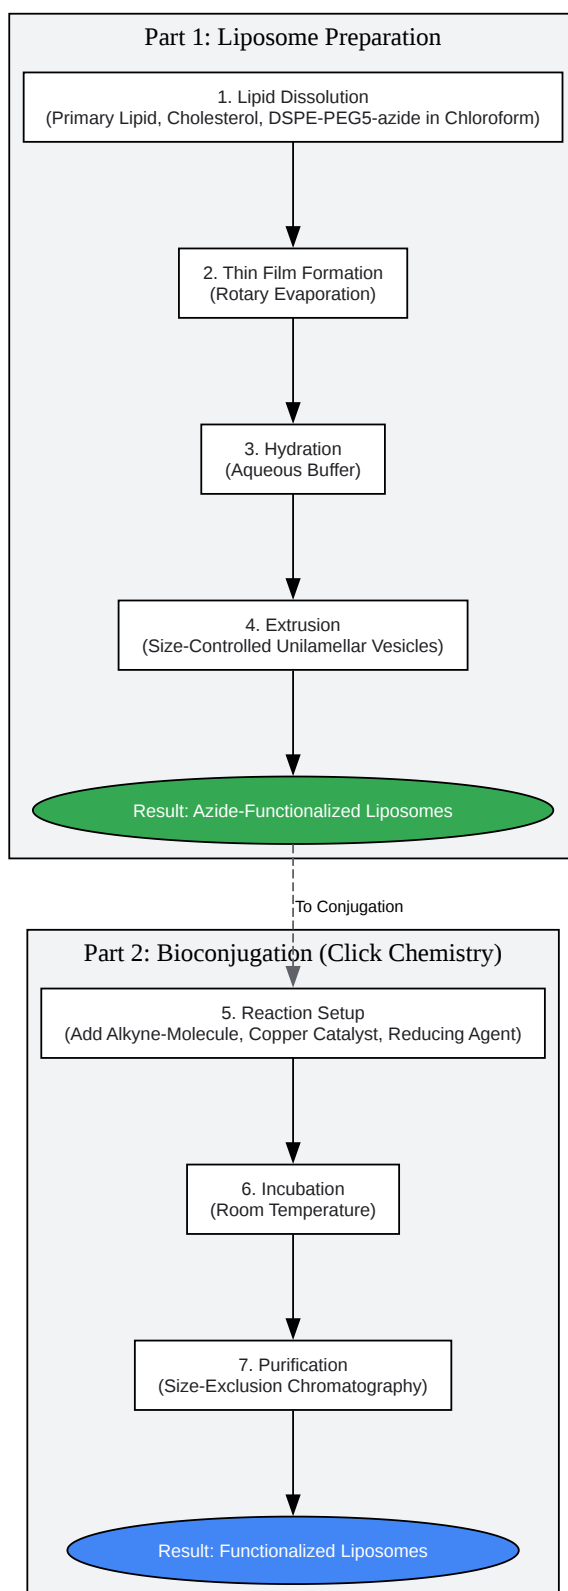 Part 1: Liposome Preparation
1. Lipid Dissolution
(Primary Lipid, Cholesterol, DSPE-PEG5-azide in Chloroform)
2. Thin Film Formation
(Rotary Evaporation)
3. Hydration
(Aqueous Buffer)
4. Extrusion
(Size-Controlled Unilamellar Vesicles)
Result: Azide-Functionalized Liposomes
To Conjugation
Part 2: Bioconjugation (Click Chemistry)
5. Reaction Setup
(Add Alkyne-Molecule, Copper Catalyst, Reducing Agent)
6. Incubation
(Room Temperature)
7. Purification
(Size-Exclusion Chromatography)
Result: Functionalized Liposomes